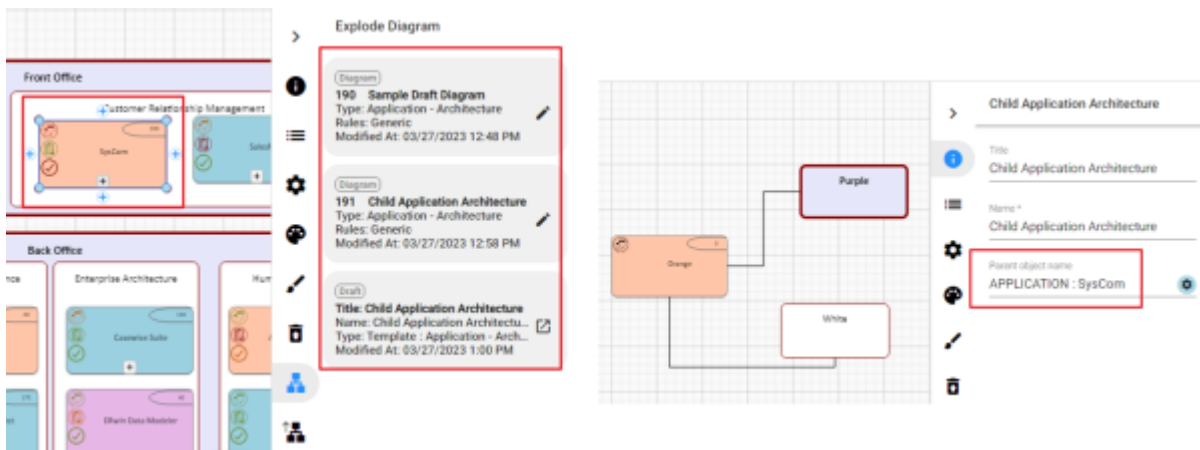 Explode Diagram
Front Office
Customer Relationship Management
SysCom
Back Office
Enterprise Architecture
Casewise Suite
ERwin Data Modeler
Diagram
190 Sample Draft Diagram
Type: Application - Architecture
Rules: Generic
Modified At: 03/27/2023 12:48 PM
Diagram
191 Child Application Architecture
Type: Application - Architecture
Rules: Generic
Modified At: 03/27/2023 12:58 PM
Draft
Title: Child Application Architecture
Name: Child Application Architectu...
Type: Template : Application - Arch...
Modified At: 03/27/2023 1:00 PM
Purple
Orange
White
Child Application Architecture
Title
Child Application Architecture
Name *
Child Application Architecture
Parent object name
APPLICATION : SysCom